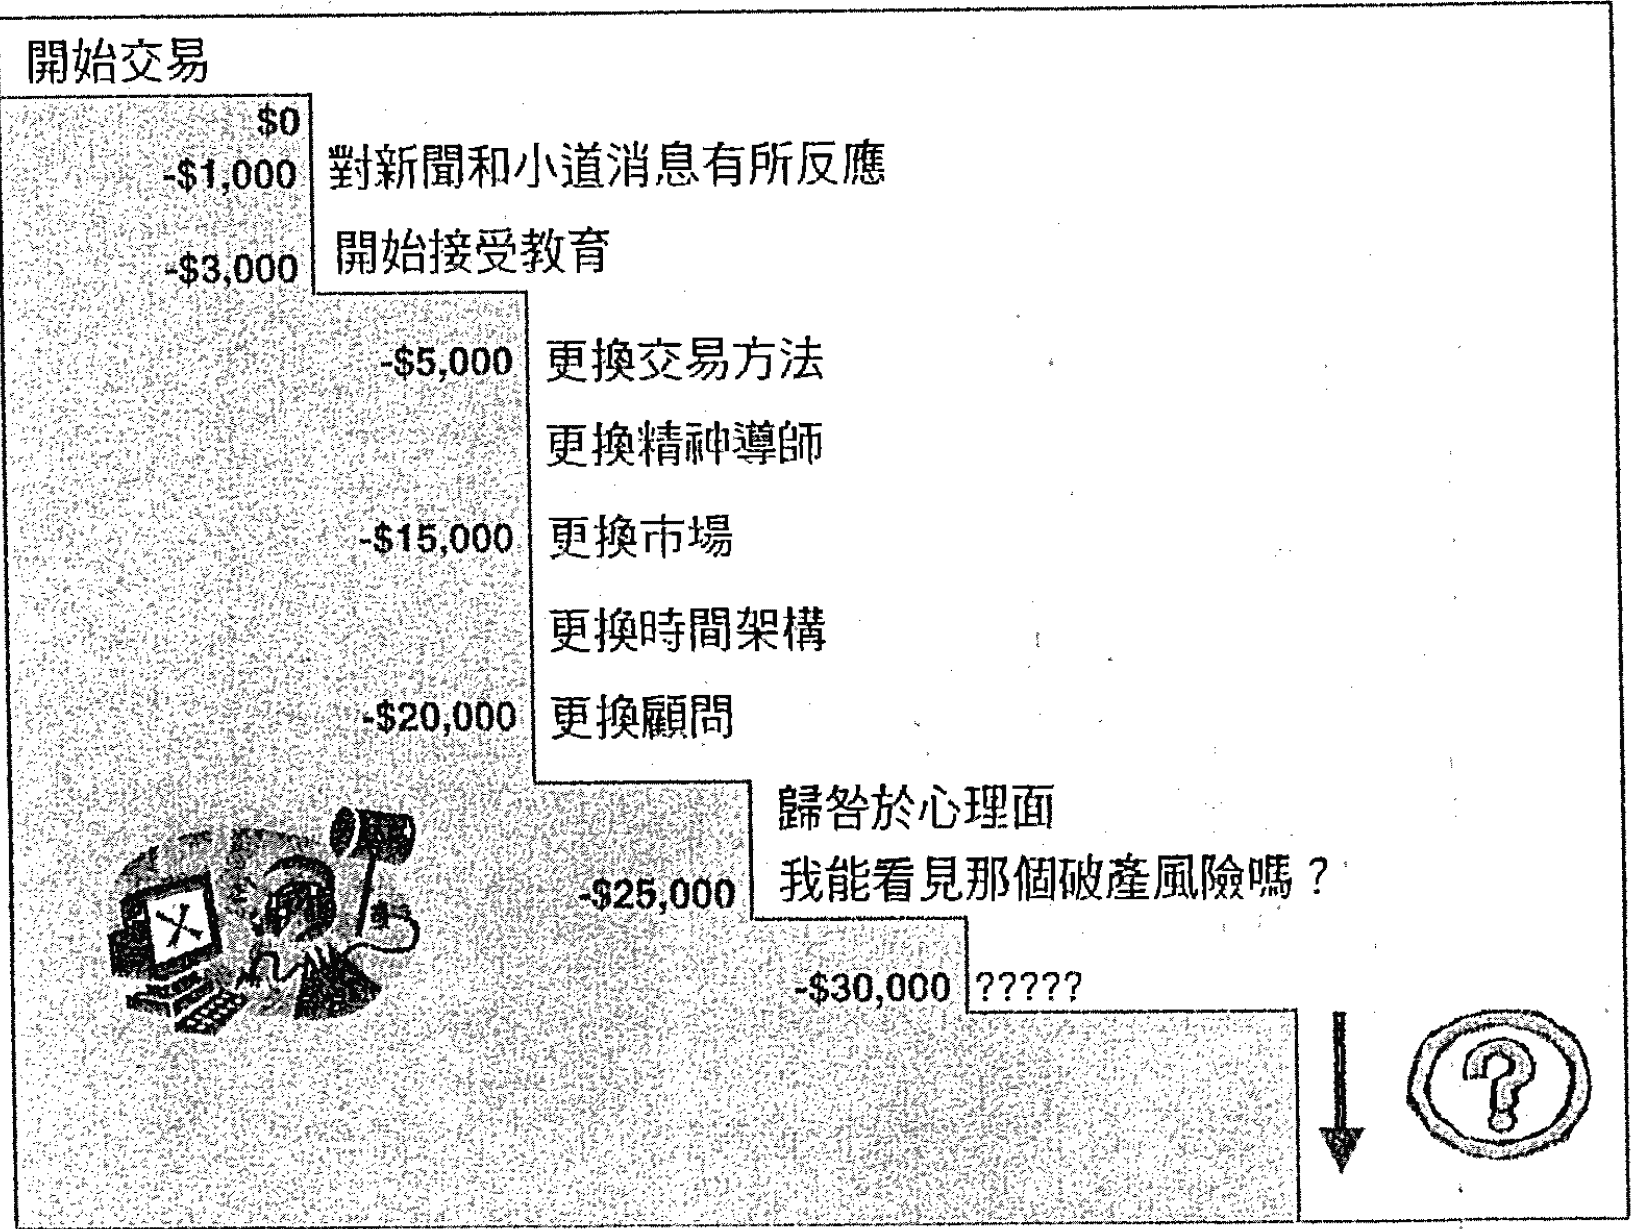 開始交易
$0
-$1,000 對新聞和小道消息有所反應
-$3,000 開始接受教育
-$5,000 更換交易方法
更換精神導師
-$15,000 更換市場
更換時間架構
-$20,000 更換顧問
歸咎於心理面
-$25,000 我能看見那個破產風險嗎？
-$30,000 ?????
?